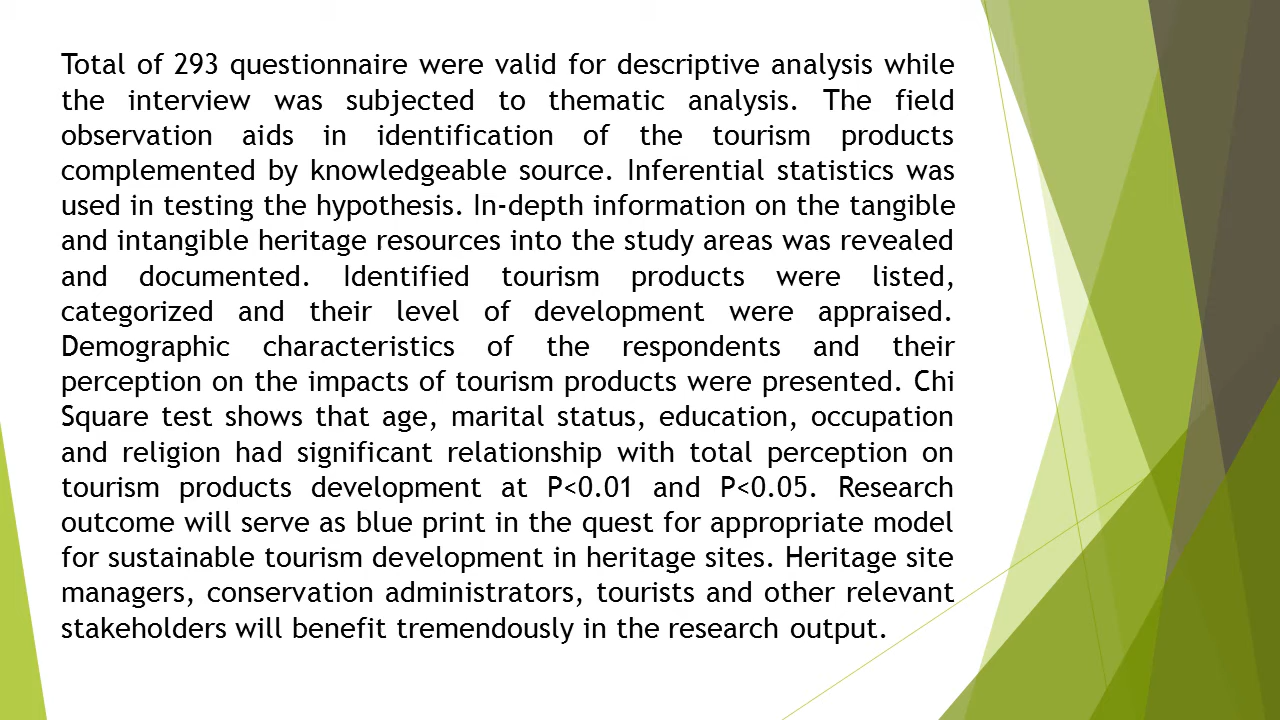 Total of 293 questionnaire were valid for descriptive analysis while
the interview was subjected to thematic analysis. The field
observation aids in identification of the tourism products
complemented by knowledgeable source. Inferential statistics was
used in testing the hypothesis. In-depth information on the tangible
and intangible heritage resources into the study areas was revealed
and documented. Identified tourism products were listed,
categorized and their level of development were appraised.
Demographic characteristics of the respondents and their
perception on the impacts of tourism products were presented. Chi
Square test shows that age, marital status, education, occupation
and religion had significant relationship with total perception on
tourism products development at P<0.01 and P<0.05. Research
outcome will serve as blue print in the quest for appropriate model
for sustainable tourism development in heritage sites. Heritage site
managers, conservation administrators, tourists and other relevant
stakeholders will benefit tremendously in the research output.